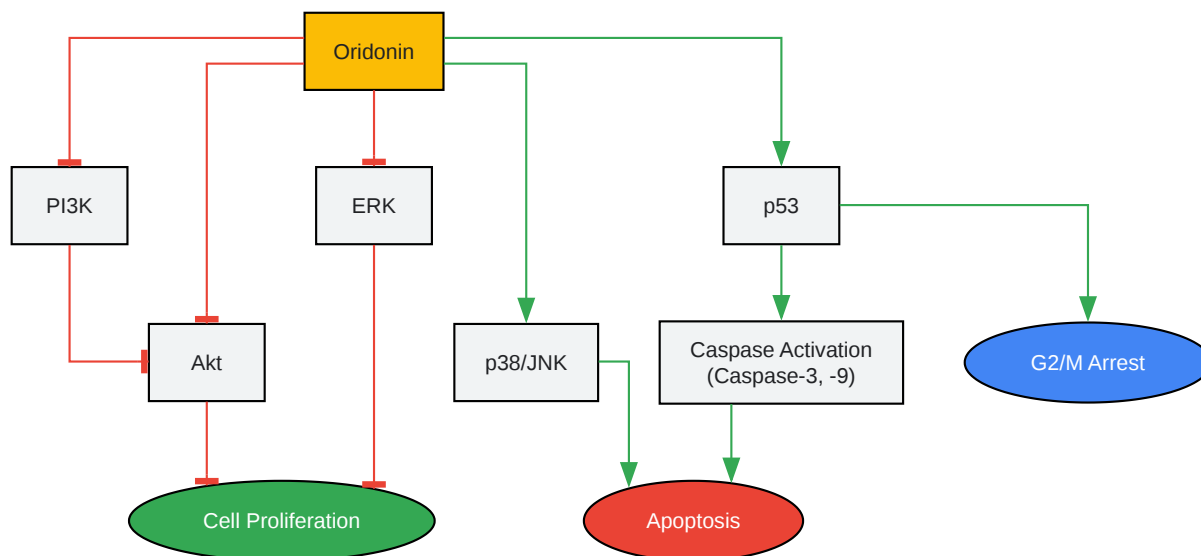 Oridonin
PI3K
ERK
p53
Akt
p38/JNK
Caspase Activation
(Caspase-3, -9)
G2/M Arrest
Cell Proliferation
Apoptosis